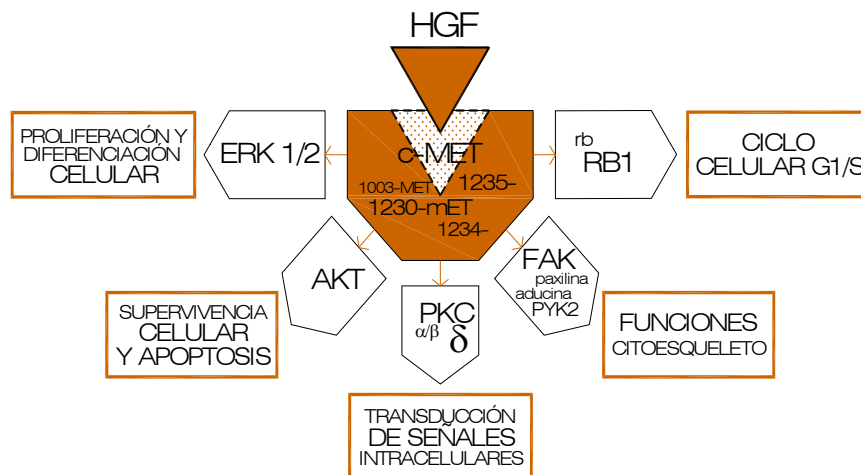 HGF
PROLIFERACIÓN Y
DIFERENCIACIÓN
CELULAR
ERK 1/2
c-MET
1003-MET
1235-
1230-mET
1234-
rb
RB1
CICLO
CELULAR G1/S
SUPERVIVENCIA
CELULAR
Y APOPTOSIS
AKT
PKC
α/β δ
FAK
paxilina
aducina
PYK2
FUNCIONES
CITOESQUELETO
TRANSDUCCIÓN
DE SEÑALES
INTRACELULARES